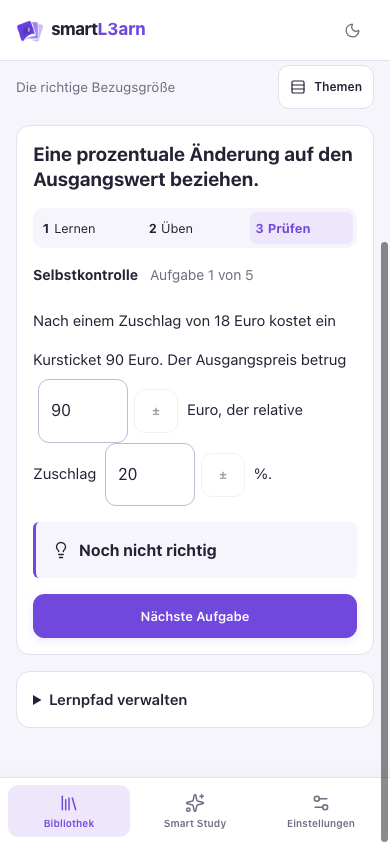 smartL3arn
Die richtige Bezugsgröße
Themen
Eine prozentuale Änderung auf den
Ausgangswert beziehen.
1 Lernen
2 Üben
3 Prüfen
Selbstkontrolle Aufgabe 1 von 5
Nach einem Zuschlag von 18 Euro kostet ein
Kursticket 90 Euro. Der Ausgangspreis betrug
90 ± Euro, der relative
Zuschlag 20 ± %.
Noch nicht richtig
Nächste Aufgabe
Lernpfad verwalten
Bibliothek
Smart Study
Einstellungen